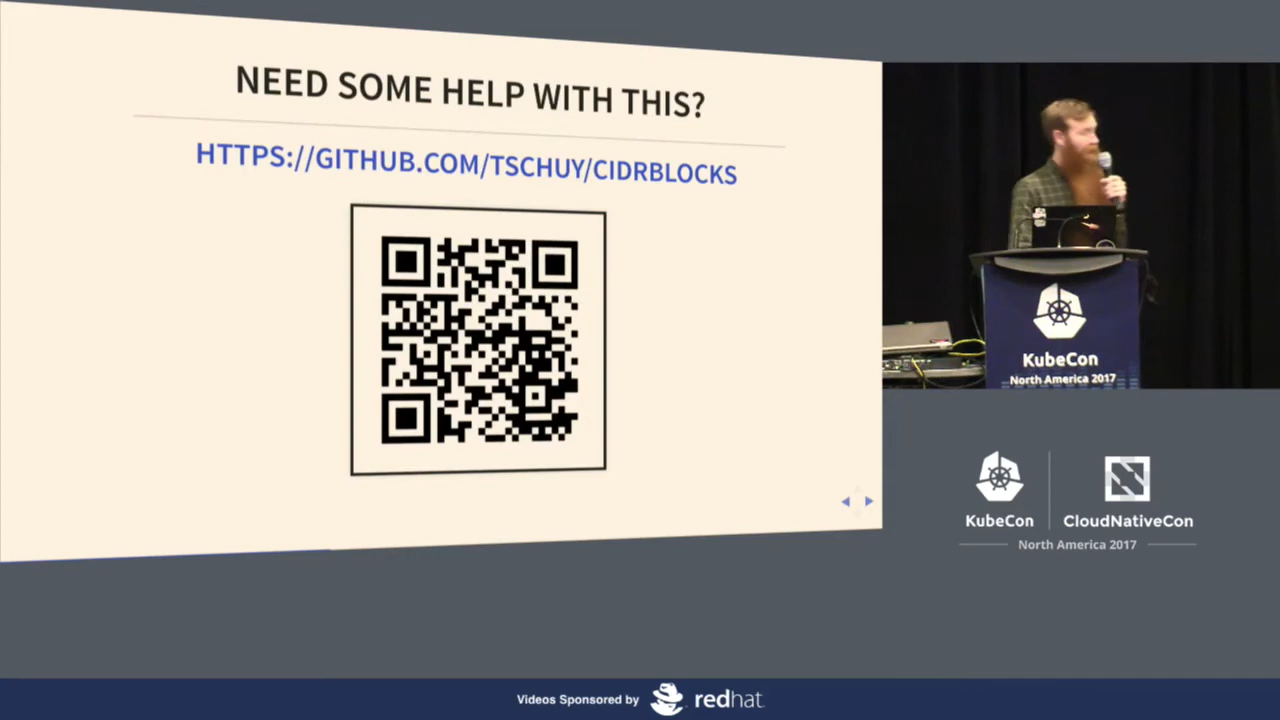 NEED SOME HELP WITH THIS?
HTTPS://GITHUB.COM/TSCHUY/CIDRBLOCKS
KubeCon
North America 2017
KubeCon
CloudNativeCon
North America 2017
Videos Sponsored by
redhat